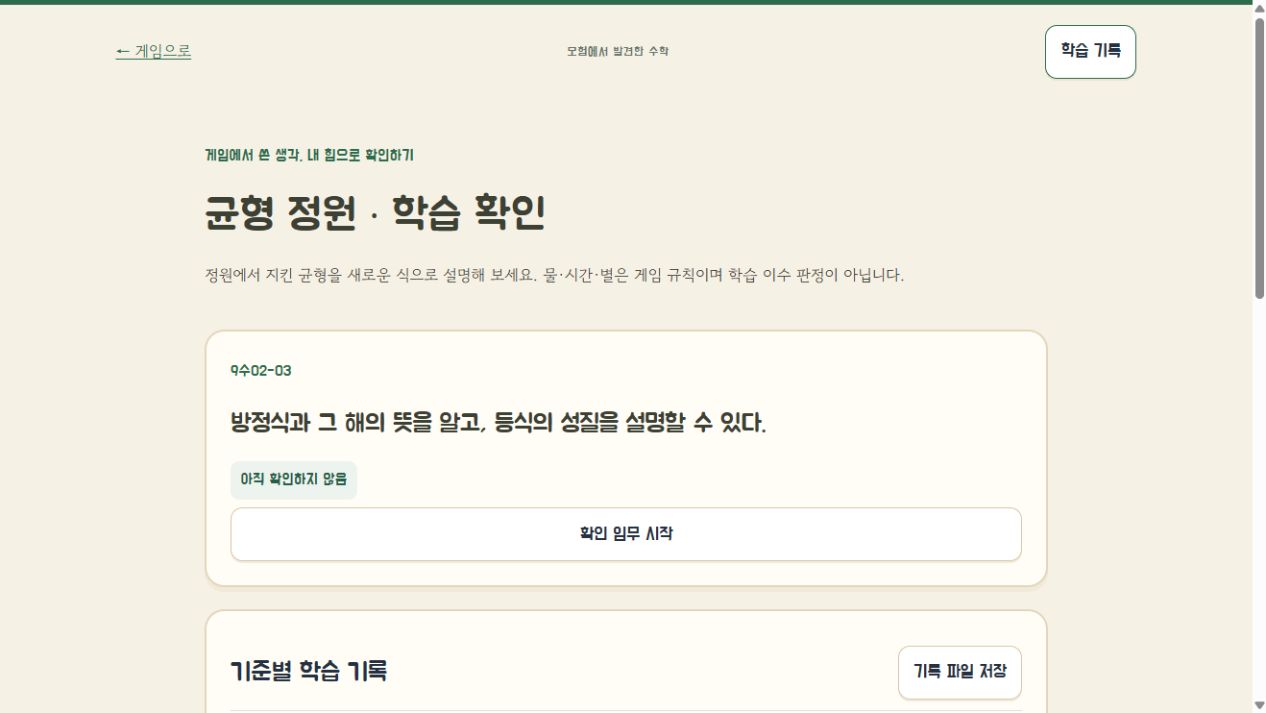 ← 게임으로
모험에서 발견한 수학
학습 기록
게임에서 쓴 생각, 내 힘으로 확인하기
균형 정원 · 학습 확인
정원에서 지킨 균형을 새로운 식으로 설명해 보세요. 물·시간·별은 게임 규칙이며 학습 이수 판정이 아닙니다.
9수02-03
방정식과 그 해의 뜻을 알고, 등식의 성질을 설명할 수 있다.
아직 확인하지 않음
확인 임무 시작
기준별 학습 기록
기록 파일 저장